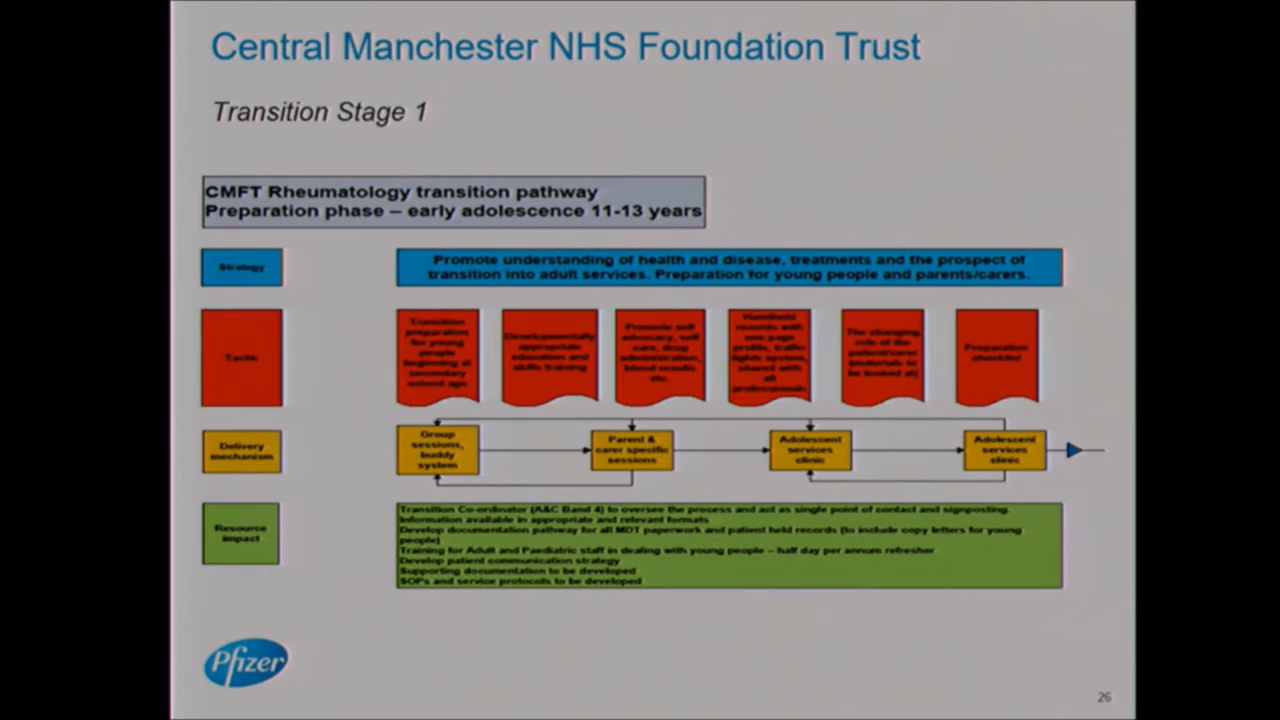 Central Manchester NHS Foundation Trust
Transition Stage 1
CMFT Rheumatology transition pathway
Preparation phase – early adolescence 11-13 years
Strategy
Promote understanding of health and disease, treatments and the prospect of
transition into adult services. Preparation for young people and parents/carers.
Tactic
Transition
preparation
for young
people
beginning at
secondary
school age
Developmentally
appropriate
education and
skills training
Promote self
advocacy, self
care, drug
administration,
blood results
etc.
Handheld
records with
one page
profile, traffic
lights system,
shared with
all
professionals
The changing
role of the
patient/carer
(materials to
be looked at)
Preparation
checklist
Delivery
mechanism
Group
sessions,
buddy
system
Parent &
carer specific
sessions
Adolescent
services
clinic
Adolescent
services
clinic
Resource
impact
Transition Co-ordinator (A&C Band 4) to oversee the process and act as single point of contact and signposting.
Information available in appropriate and relevant formats
Develop documentation pathway for all MDT paperwork and patient held records (to include copy letters for young
people)
Training for Adult and Paediatric staff in dealing with young people – half day per annum refresher
Develop patient communication strategy
Supporting documentation to be developed
SOPs and service protocols to be developed
Pfizer
26